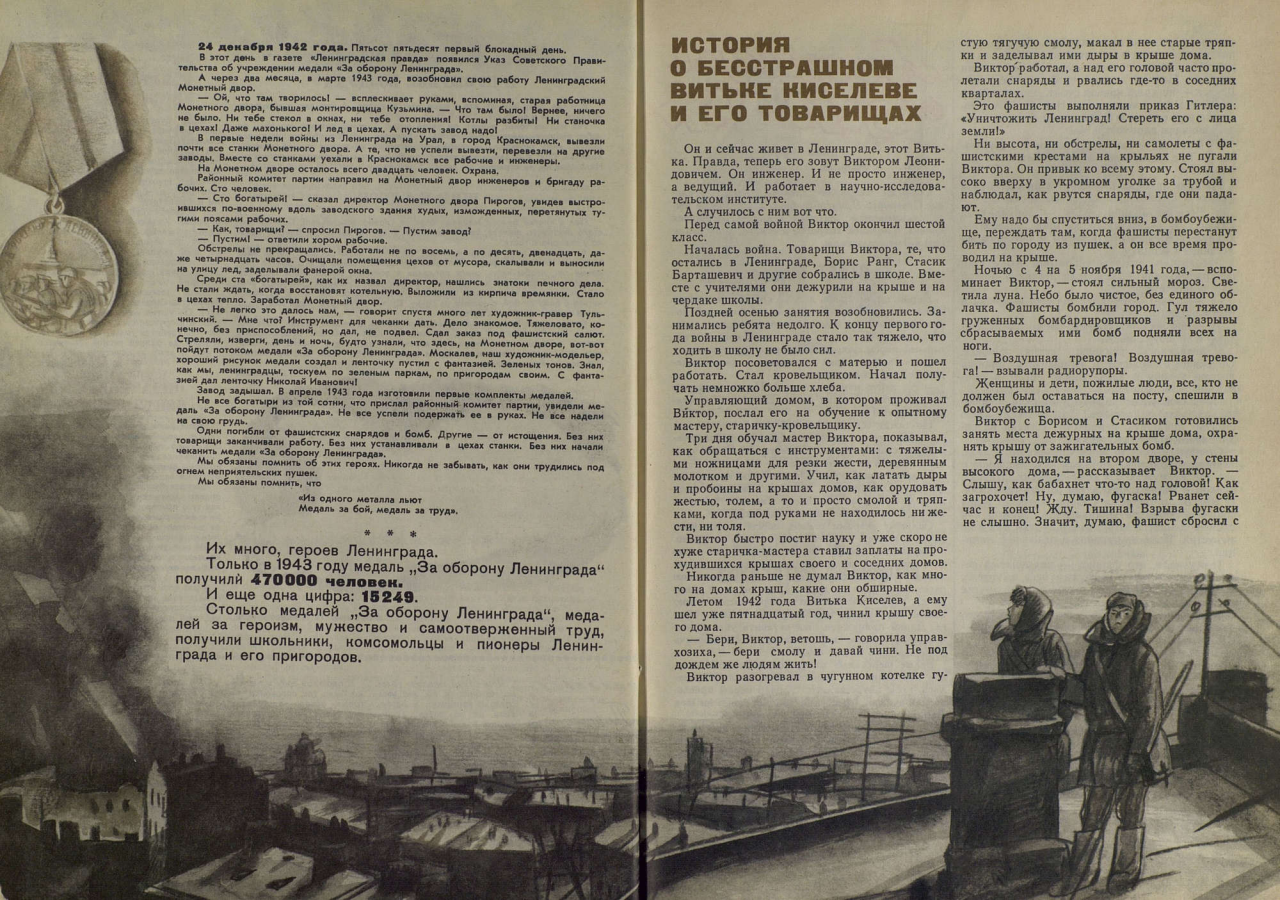 24 декабря 1942 года. Пятьсот пятьдесят первый блокадный день.
В этот день в газете «Ленинградская правда» появился Указ Советского Прави-
тельства об учреждении медали «За оборону Ленинграда».
А через два месяца, в марте 1943 года, возобновил свою работу Ленинградский
Монетный двор.
— Ой, что там творилось! — всплескивает руками, вспоминая, старая работница
Монетного двора, бывшая монтировщица Кузьмина. — Что там было! Вернее, ничего
не было. Ни тебе стекол в окнах, ни тебе отопления! Котлы разбиты! Ни станочка
в цехах! Даже махонького! И лед в цехах. А пускать завод надо!
В первые недели войны из Ленинграда на Урал, в город Краснокамск, вывезли
почти все станки Монетного двора. А те, что не успели вывезти, перевезли на другие
заводы. Вместе со станками уехали в Краснокамск все рабочие и инженеры.
На Монетном дворе осталось всего двадцать человек. Охрана.
Районный комитет партии направил на Монетный двор инженеров и бригаду ра-
бочих. Сто человек.
— Сто богатырей! — сказал директор Монетного двора Пирогов, увидев выстро-
ившихся по-военному вдоль заводского здания худых, изможденных, перетянутых ту-
гими поясами рабочих.
— Как, товарищи? — спросил Пирогов. — Пустим завод?
— Пустим! — ответили хором рабочие.
Обстрелы не прекращались. Работали не по восемь, а по десять, двенадцать, да-
же четырнадцать часов. Очищали помещения цехов от мусора, скалывали и выносили
на улицу лед, заделывали фанерой окна.
Среди ста «богатырей», как их назвал директор, нашлись знатоки печного дела.
Не стали ждать, когда восстановят котельную. Выложили из кирпича времянки. Стало
в цехах тепло. Заработал Монетный двор.
— Не легко это далось нам, — говорит спустя много лет художник-гравер Туль-
чинский. — Мне что? Инструмент для чеканки дать. Дело знакомое. Тяжеловато, ко-
нечно, без приспособлений, но дал, не подвел. Сдал заказ под фашистский салют.
Стреляли, изверги, день и ночь, будто узнали, что здесь, на Монетном дворе, вот-вот
пойдут потоком медали «За оборону Ленинграда». Москалев, наш художник-модельер,
хороший рисунок медали создал и ленточку пустил с фантазией. Зеленых тонов. Знал,
как мы, ленинградцы, тоскуем по зеленым паркам, по пригородам своим. С фанта-
зией дал ленточку Николай Иванович!
Завод задышал. В апреле 1943 года изготовили первые комплекты медалей.
Не все богатыри из той сотни, что прислал районный комитет партии, увидели ме-
даль «За оборону Ленинграда». Не все успели подержать ее в руках. Не все надели
на свою грудь.
Одни погибли от фашистских снарядов и бомб. Другие — от истощения. Без них
товарищи заканчивали работу. Без них устанавливали в цехах станки. Без них начали
чеканить медали «За оборону Ленинграда».
Мы обязаны помнить об этих героях. Никогда не забывать, как они трудились под
огнем неприятельских пушек.
Мы обязаны помнить, что
«Из одного металла льют
Медаль за бой, медаль за труд».
* * *
Их много, героев Ленинграда.
Только в 1943 году медаль „За оборону Ленинграда“
получили 470000 человек.
И еще одна цифра: 15249.
Столько медалей „За оборону Ленинграда“, меда-
лей за героизм, мужество и самоотверженный труд,
получили школьники, комсомольцы и пионеры Ленин-
града и его пригородов.
ИСТОРИЯ
О БЕССТРАШНОМ
ВИТЬКЕ КИСЕЛЕВЕ
И ЕГО ТОВАРИЩАХ
Он и сейчас живет в Ленинграде, этот Вить-
ка. Правда, теперь его зовут Виктором Леони-
довичем. Он инженер. И не просто инженер,
а ведущий. И работает в научно-исследова-
тельском институте.
А случилось с ним вот что.
Перед самой войной Виктор окончил шестой
класс.
Началась война. Товарищи Виктора, те, что
остались в Ленинграде, Борис Ранг, Стасик
Барташевич и другие собрались в школе. Вме-
сте с учителями они дежурили на крыше и на
чердаке школы.
Поздней осенью занятия возобновились. За-
нимались ребята недолго. К концу первого го-
да войны в Ленинграде стало так тяжело, что
ходить в школу не было сил.
Виктор посоветовался с матерью и пошел
работать. Стал кровельщиком. Начал полу-
чать немножко больше хлеба.
Управляющий домом, в котором проживал
Виктор, послал его на обучение к опытному
мастеру, старичку-кровельщику.
Три дня обучал мастер Виктора, показывал,
как обращаться с инструментами: с тяжелы-
ми ножницами для резки жести, деревянным
молотком и другими. Учил, как латать дыры
и пробоины на крышах домов, как орудовать
жестью, толем, а то и просто смолой и тряп-
ками, когда под руками не находилось ни же-
сти, ни толя.
Виктор быстро постиг науку и уже скоро не
хуже старичка-мастера ставил заплаты на про-
худившихся крышах своего и соседних домов.
Никогда раньше не думал Виктор, как мно-
го на домах крыш, какие они обширные.
Летом 1942 года Витька Киселев, а ему
шел уже пятнадцатый год, чинил крышу свое-
го дома.
— Бери, Виктор, ветошь, — говорила управ-
хозиха, — бери смолу и давай чини. Не под
дождем же людям жить!
Виктор разогревал в чугунном котелке гу-
стую тягучую смолу, макал в нее старые тряп-
ки и заделывал ими дыры в крыше дома.
Виктор работал, а над его головой часто про-
летали снаряды и рвались где-то в соседних
кварталах.
Это фашисты выполняли приказ Гитлера:
«Уничтожить Ленинград! Стереть его с лица
земли!»
Ни высота, ни обстрелы, ни самолеты с фа-
шистскими крестами на крыльях не пугали
Виктора. Он привык ко всему этому. Стоял вы-
соко вверху в укромном уголке за трубой и
наблюдал, как рвутся снаряды, где они пада-
ют.
Ему надо бы спуститься вниз, в бомбоубежи-
ще, переждать там, когда фашисты перестанут
бить по городу из пушек, а он все время про-
водил на крыше.
Ночью с 4 на 5 ноября 1941 года, — вспо-
минает Виктор, — стоял сильный мороз. Све-
тила луна. Небо было чистое, без единого об-
лачка. Фашисты бомбили город. Гул тяжело
груженных бомбардировщиков и разрывы
сбрасываемых ими бомб подняли всех на
ноги.
— Воздушная тревога! Воздушная трево-
га! — взывали радиорупоры.
Женщины и дети, пожилые люди, все, кто не
должен был оставаться на посту, спешили в
бомбоубежища.
Виктор с Борисом и Стасиком готовились
занять места дежурных на крыше дома, охра-
нять крышу от зажигательных бомб.
— Я находился на втором дворе, у стены
высокого дома, — рассказывает Виктор. —
Слышу, как бабахнет что-то над головой! Как
загрохочет! Ну, думаю, фугаска! Рванет сей-
час и конец! Жду. Тишина! Взрыва фугаски
не слышно. Значит, думаю, фашист сбросил с